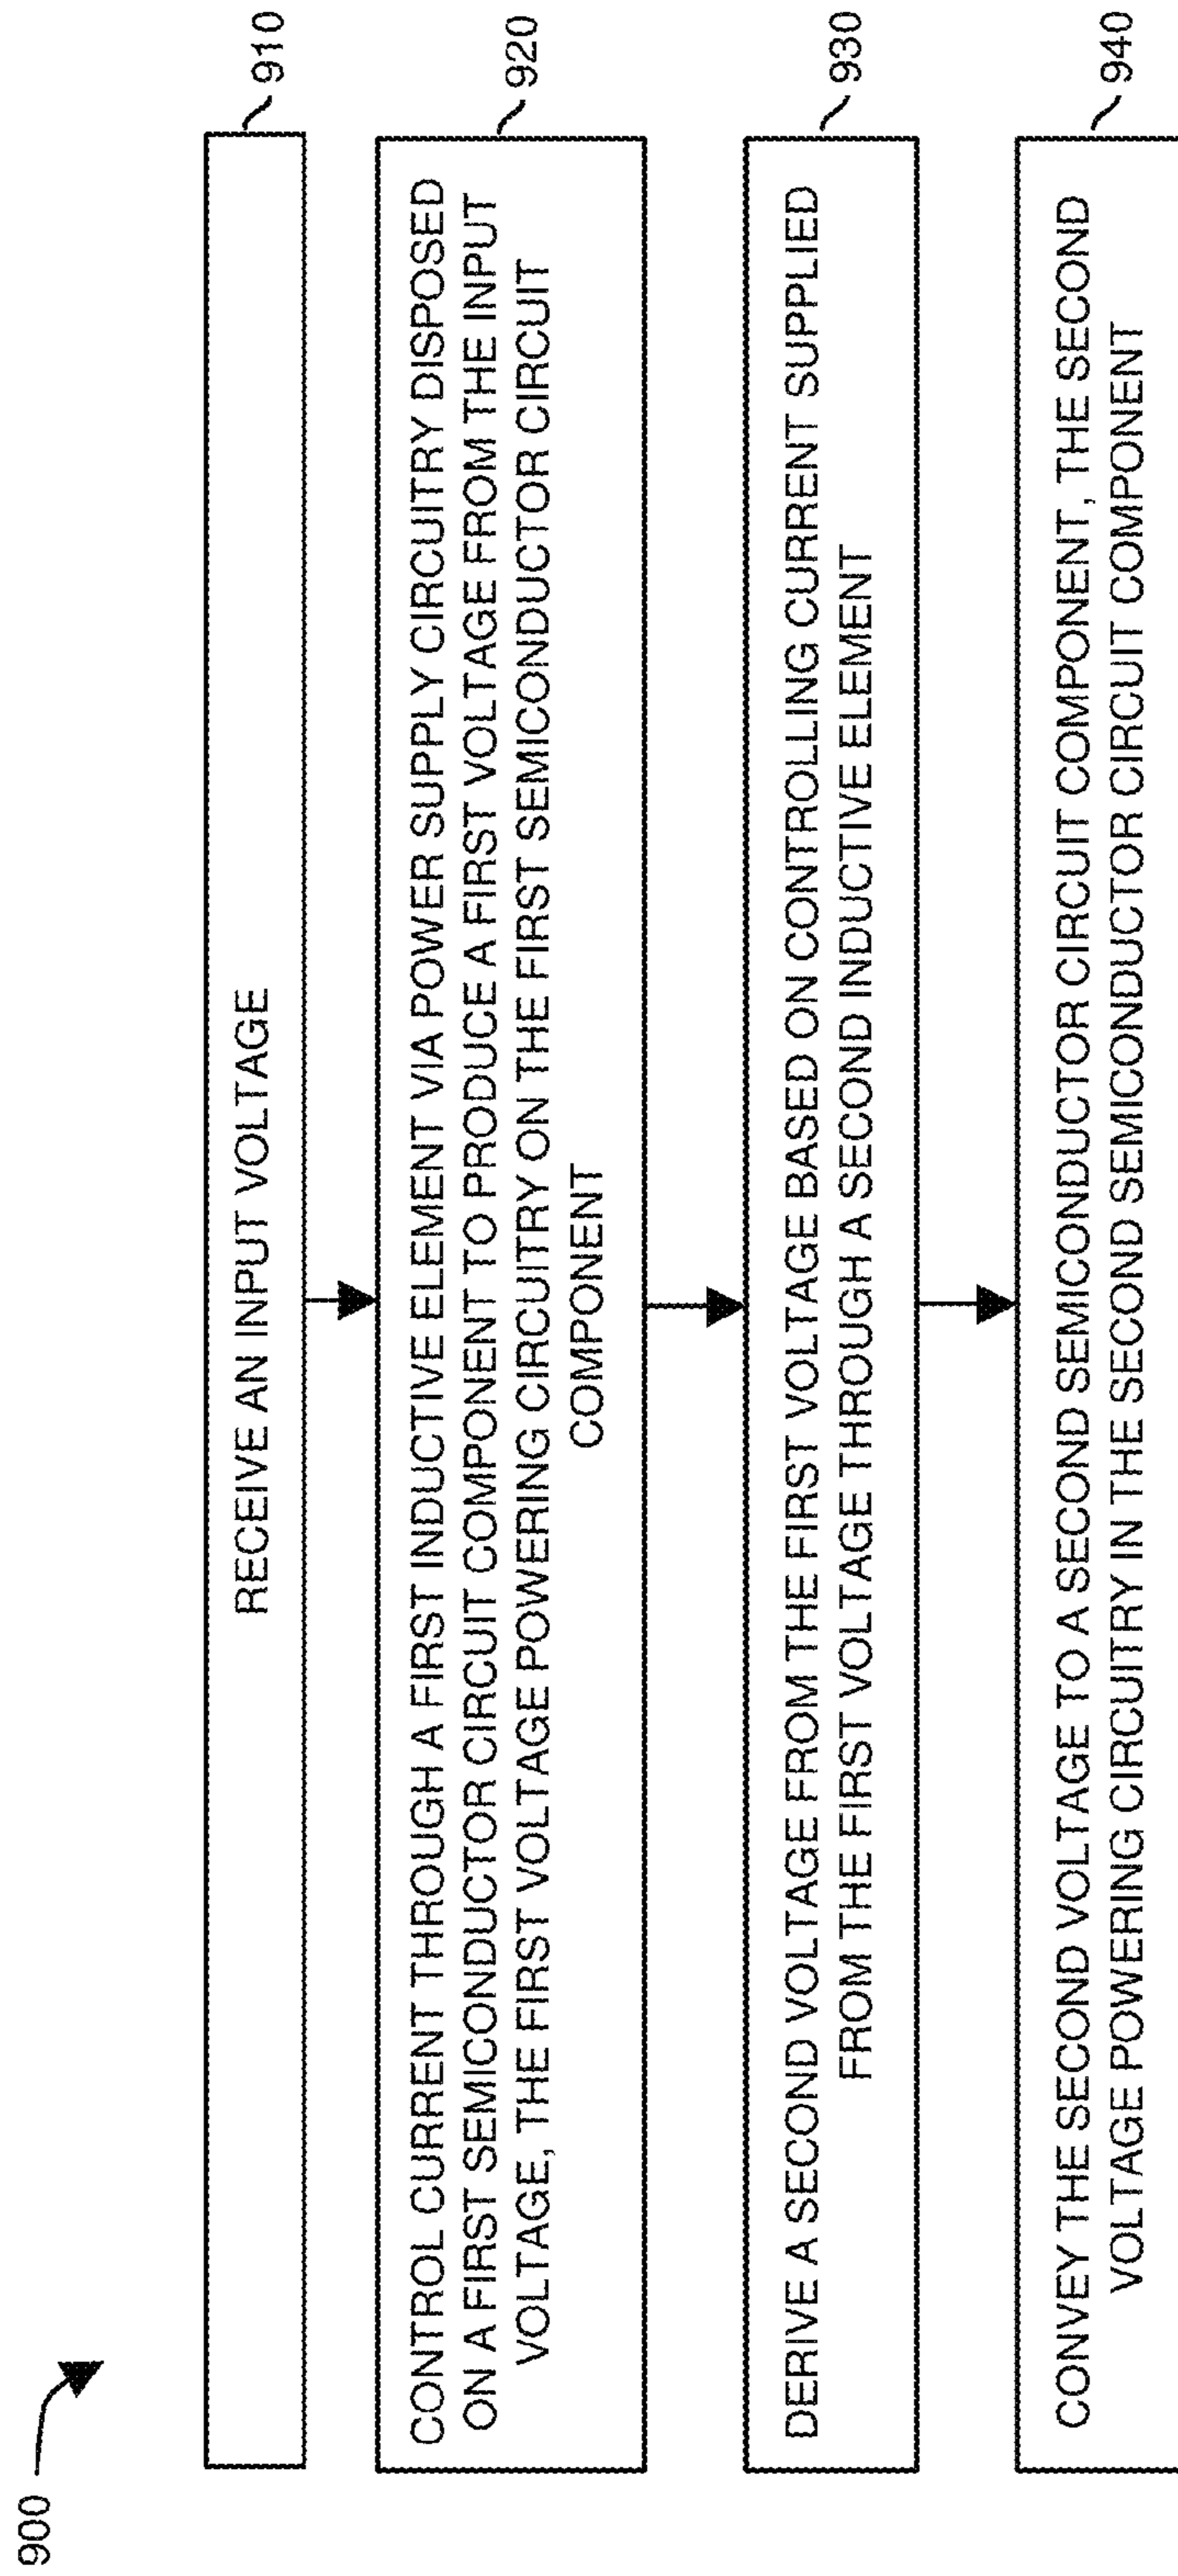 900
RECEIVE AN INPUT VOLTAGE
910
CONTROL CURRENT THROUGH A FIRST INDUCTIVE ELEMENT VIA POWER SUPPLY CIRCUITRY DISPOSED
ON A FIRST SEMICONDUCTOR CIRCUIT COMPONENT TO PRODUCE A FIRST VOLTAGE FROM THE INPUT
VOLTAGE, THE FIRST VOLTAGE POWERING CIRCUITRY ON THE FIRST SEMICONDUCTOR CIRCUIT
COMPONENT
920
DERIVE A SECOND VOLTAGE FROM THE FIRST VOLTAGE BASED ON CONTROLLING CURRENT SUPPLIED
FROM THE FIRST VOLTAGE THROUGH A SECOND INDUCTIVE ELEMENT
930
CONVEY THE SECOND VOLTAGE TO A SECOND SEMICONDUCTOR CIRCUIT COMPONENT, THE SECOND
VOLTAGE POWERING CIRCUITRY IN THE SECOND SEMICONDUCTOR CIRCUIT COMPONENT
940